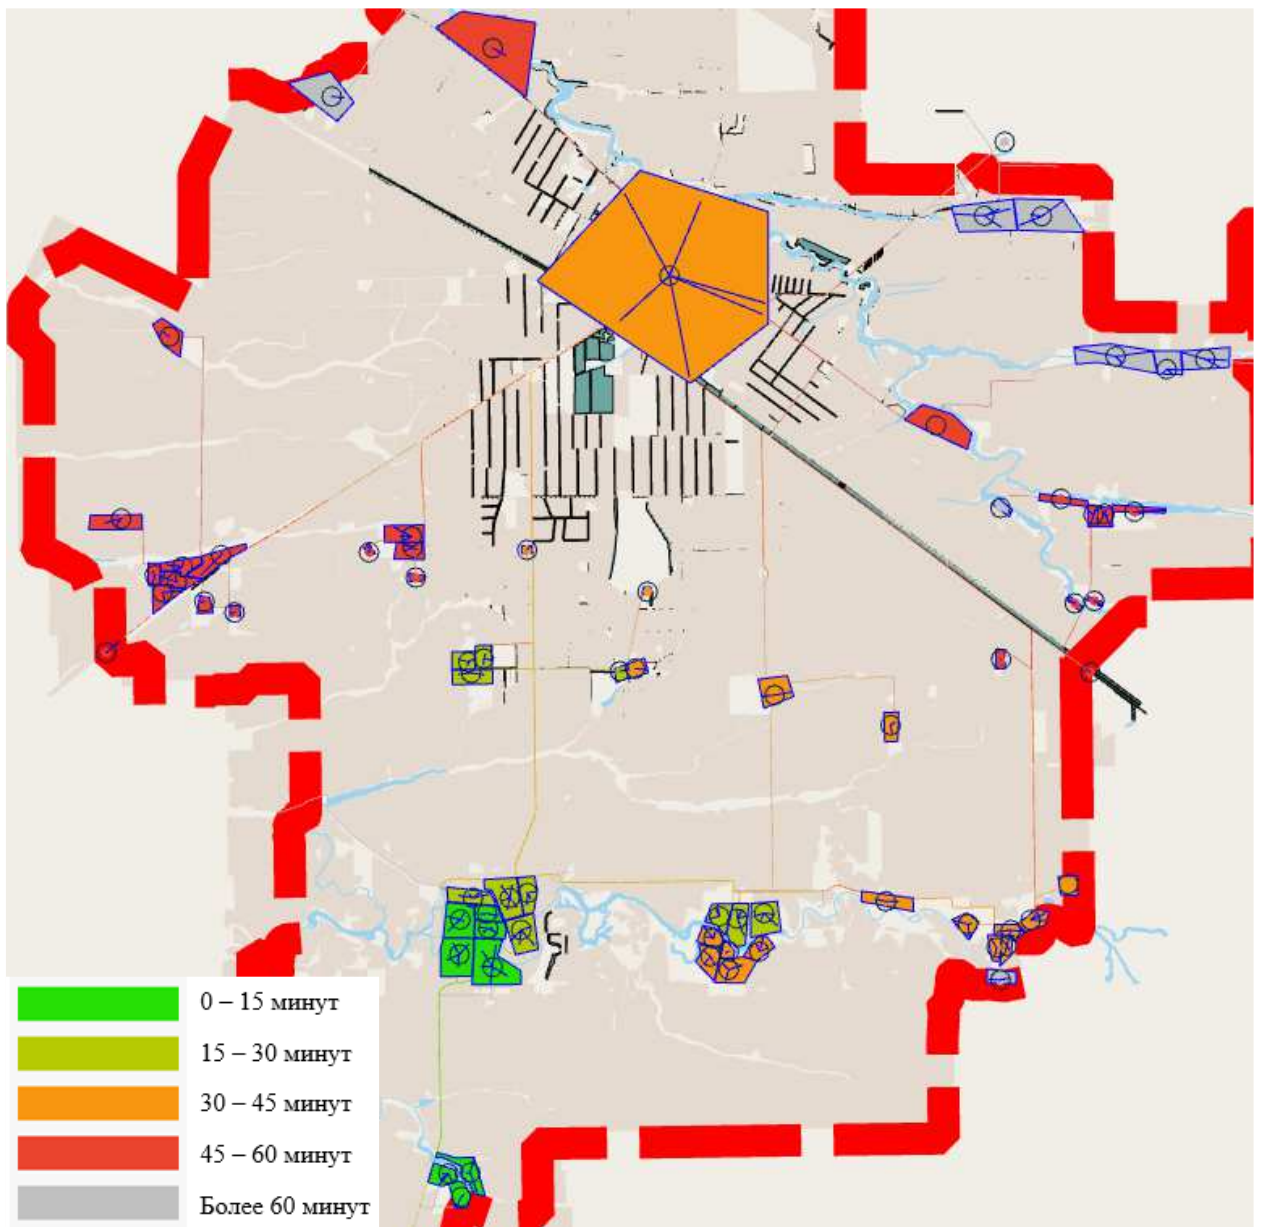 0 – 15 минут
15 – 30 минут
30 – 45 минут
45 – 60 минут
Более 60 минут